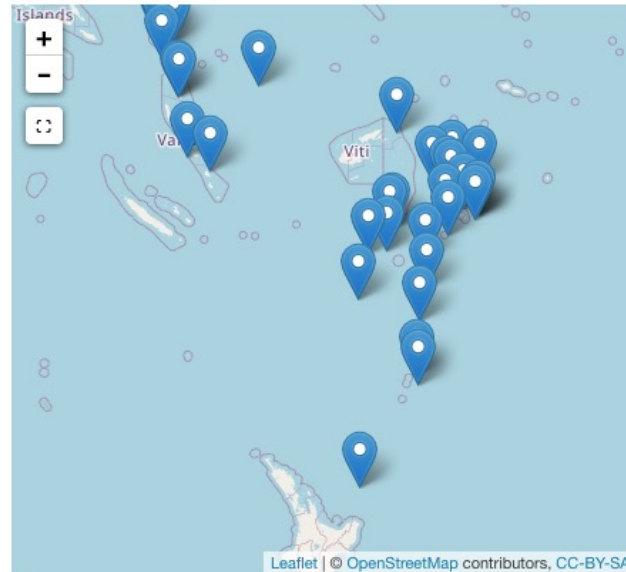 Islands
+
−
Va
Viti
Leaflet | © OpenStreetMap contributors, CC-BY-SA